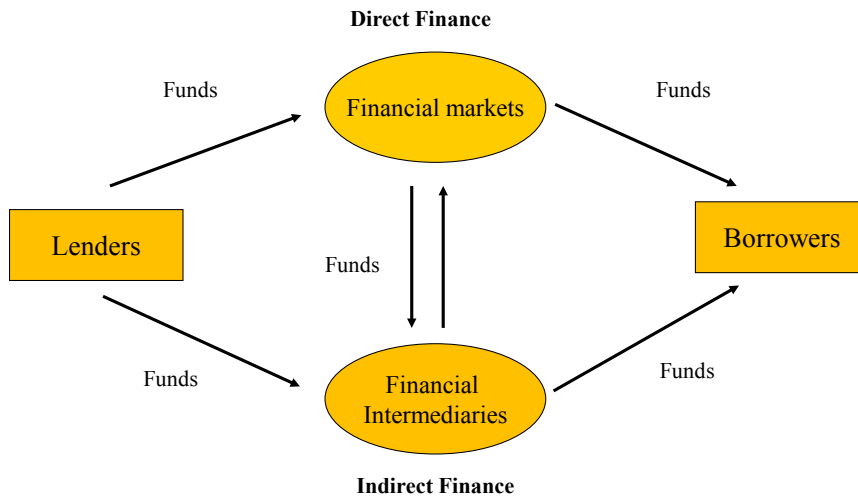 Direct Finance
Funds
Financial markets
Funds
Lenders
Funds
Borrowers
Funds
Financial
Intermediaries
Funds
Indirect Finance